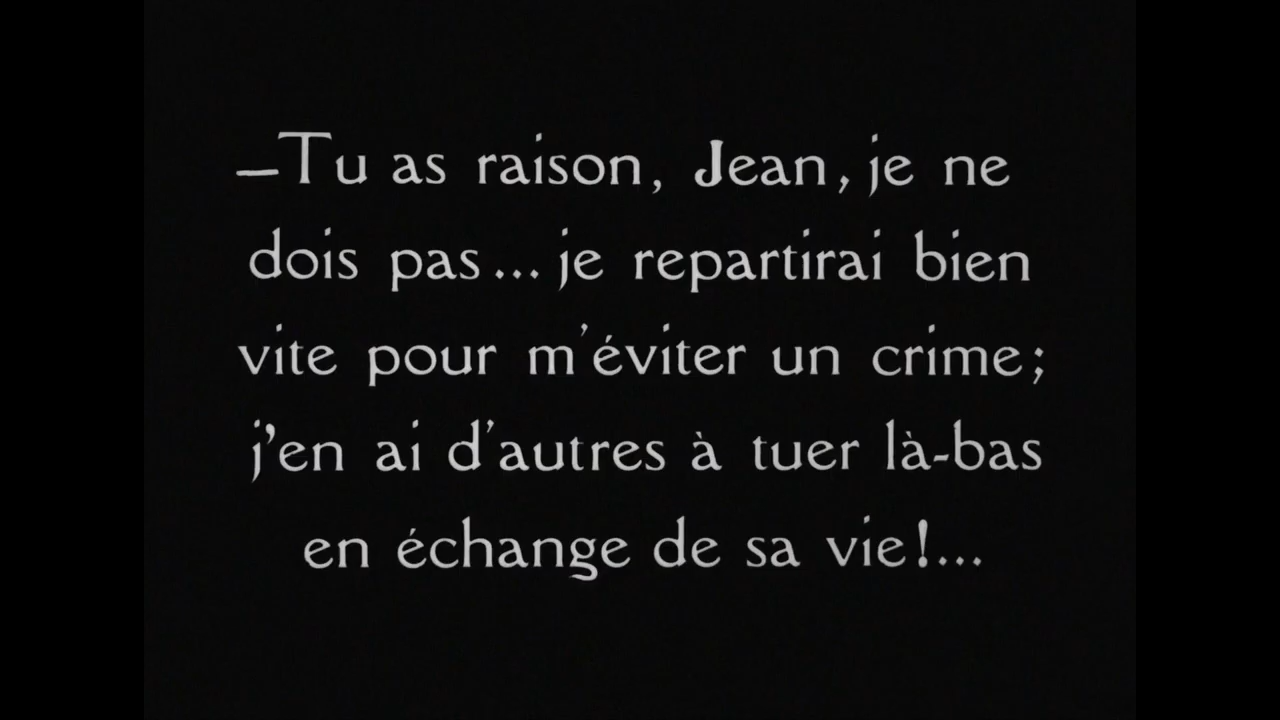 —Tu as raison, Jean, je ne
dois pas... je repartirai bien
vite pour m'éviter un crime;
j'en ai d'autres à tuer là-bas
en échange de sa vie!...